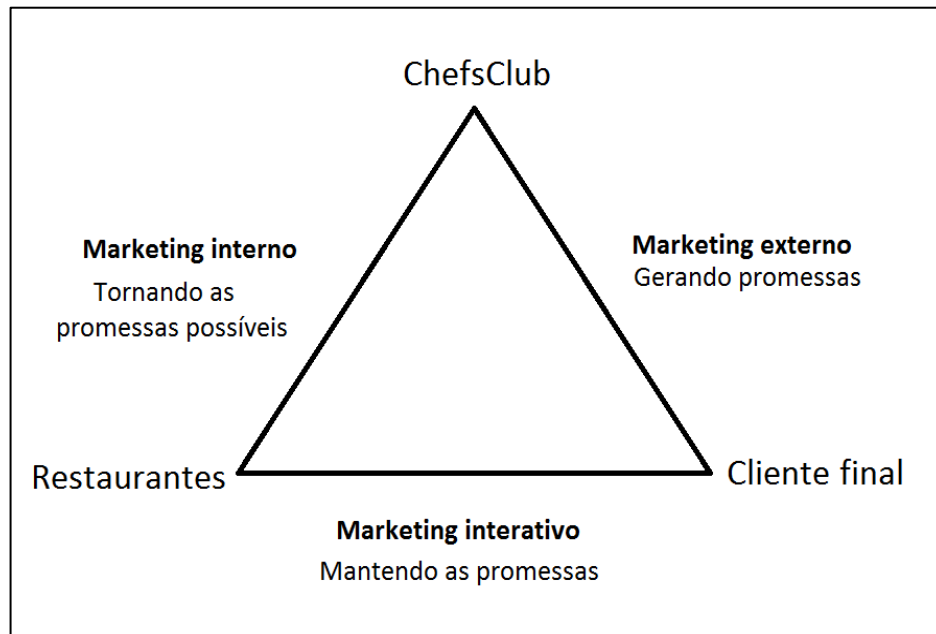 ChefsClub
Marketing interno
Tornando as
promessas possíveis
Marketing externo
Gerando promessas
Restaurantes
Cliente final
Marketing interativo
Mantendo as promessas